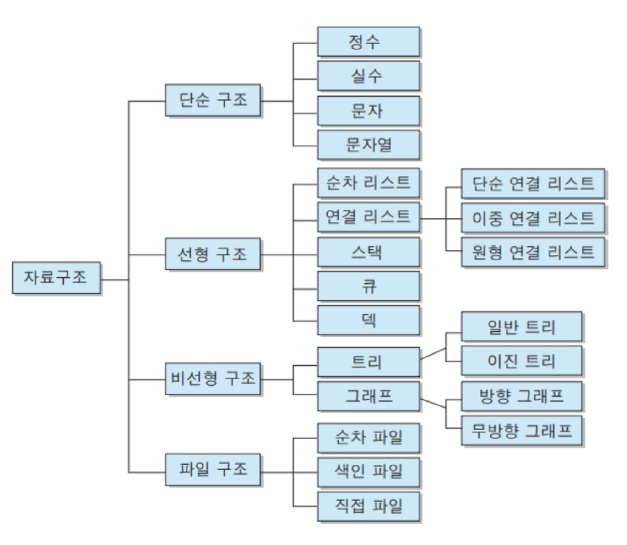 자료구조
단순 구조
정수
실수
문자
문자열
선형 구조
순차 리스트
연결 리스트
단순 연결 리스트
이중 연결 리스트
원형 연결 리스트
스택
큐
덱
비선형 구조
트리
일반 트리
이진 트리
그래프
방향 그래프
무방향 그래프
파일 구조
순차 파일
색인 파일
직접 파일